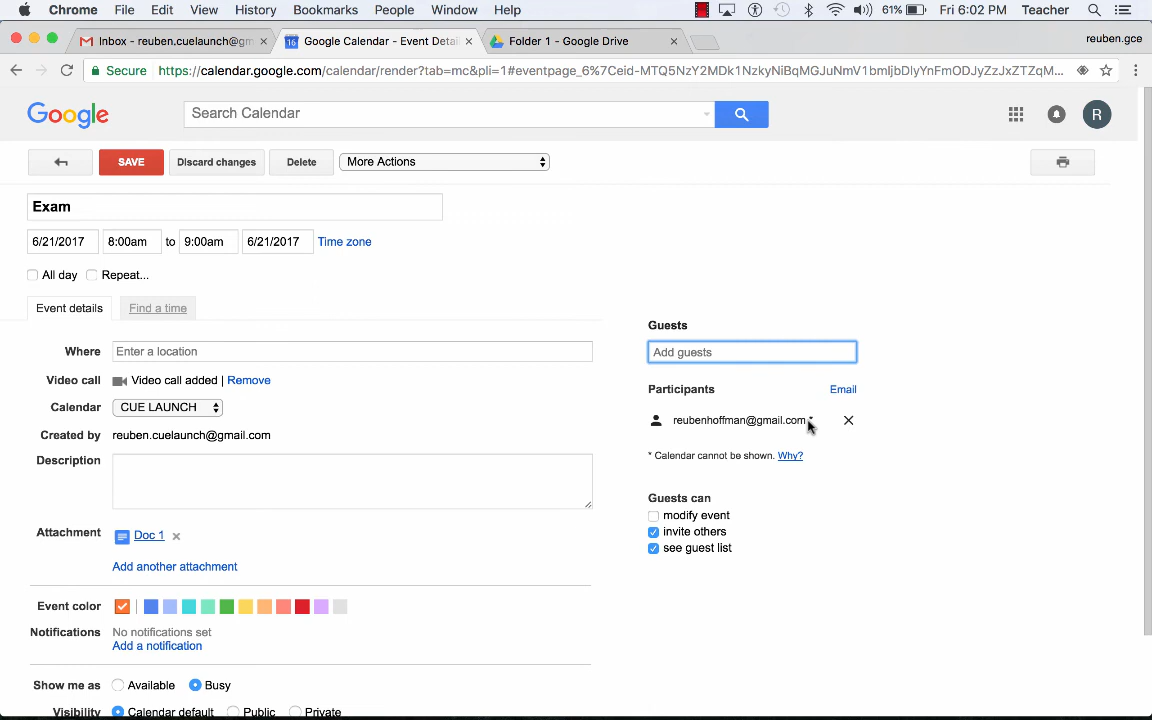 Chrome File Edit View History Bookmarks People Window Help 61% Fri 6:02 PM Teacher
Inbox - reuben.cuelaunch@gm × Google Calendar - Event Detai × Folder 1 - Google Drive × reuben.gce
Secure https://calendar.google.com/calendar/render?tab=mc&pli=1#eventpage_6%7Ceid-MTQ5NzY2MDk1NzkyNiBqMGJuNmV1bmljbDlyYnFmODJyZzJxZTZqM...
Google Search Calendar R
SAVE Discard changes Delete More Actions
Exam
6/21/2017 8:00am to 9:00am 6/21/2017 Time zone
All day Repeat...
Event details Find a time
Guests
Where Enter a location Add guests
Video call Video call added | Remove Participants Email
Calendar CUE LAUNCH reubenhoffman@gmail.com *
Created by reuben.cuelaunch@gmail.com
Description * Calendar cannot be shown. Why?
Guests can
modify event
Attachment Doc 1 × invite others
see guest list
Add another attachment
Event color
Notifications No notifications set
Add a notification
Show me as Available Busy
Visibility Calendar default Public Private